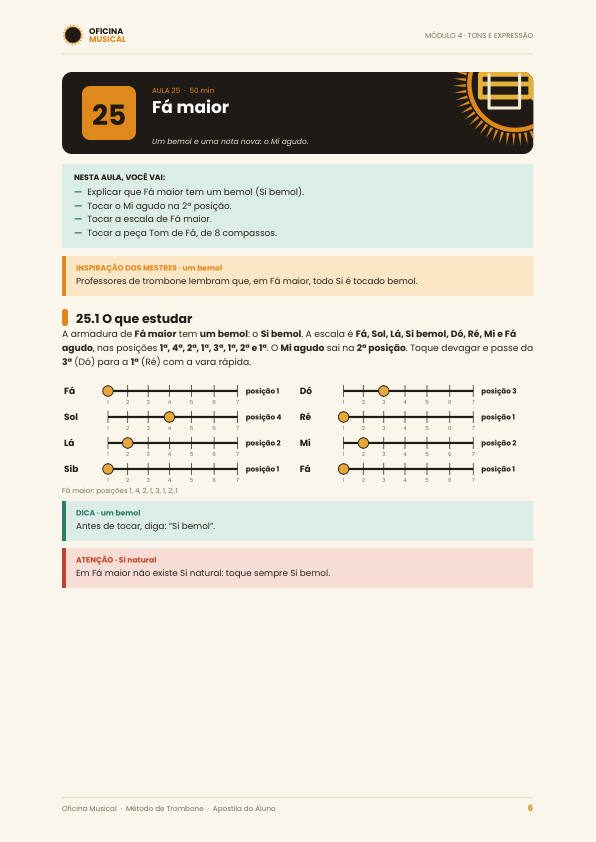 OFICINA
MUSICAL
MÓDULO 4 · TONS E EXPRESSÃO
25
AULA 25 · 50 min
Fá maior
Um bemol e uma nota nova: o Mi agudo.
NESTA AULA, VOCÊ VAI:
— Explicar que Fá maior tem um bemol (Si bemol).
— Tocar o Mi agudo na 2ª posição.
— Tocar a escala de Fá maior.
— Tocar a peça Tom de Fá, de 8 compassos.
INSPIRAÇÃO DOS MESTRES · um bemol
Professores de trombone lembram que, em Fá maior, todo Si é tocado bemol.
25.1 O que estudar
A armadura de Fá maior tem um bemol: o Si bemol. A escala é Fá, Sol, Lá, Si bemol, Dó, Ré, Mi e Fá
agudo, nas posições 1ª, 4ª, 2ª, 1ª, 3ª, 1ª, 2ª e 1ª. O Mi agudo sai na 2ª posição. Toque devagar e passe da
3ª (Dó) para a 1ª (Ré) com a vara rápida.
Fá posição 1
1 2 3 4 5 6 7
Sol posição 4
1 2 3 4 5 6 7
Lá posição 2
1 2 3 4 5 6 7
Sib posição 1
1 2 3 4 5 6 7
Dó posição 3
1 2 3 4 5 6 7
Ré posição 1
1 2 3 4 5 6 7
Mi posição 2
1 2 3 4 5 6 7
Fá posição 1
1 2 3 4 5 6 7
Fá maior: posições 1, 4, 2, 1, 3, 1, 2, 1
DICA · um bemol
Antes de tocar, diga: “Si bemol”.
ATENÇÃO · Si natural
Em Fá maior não existe Si natural: toque sempre Si bemol.
Oficina Musical · Método de Trombone · Apostila do Aluno
6